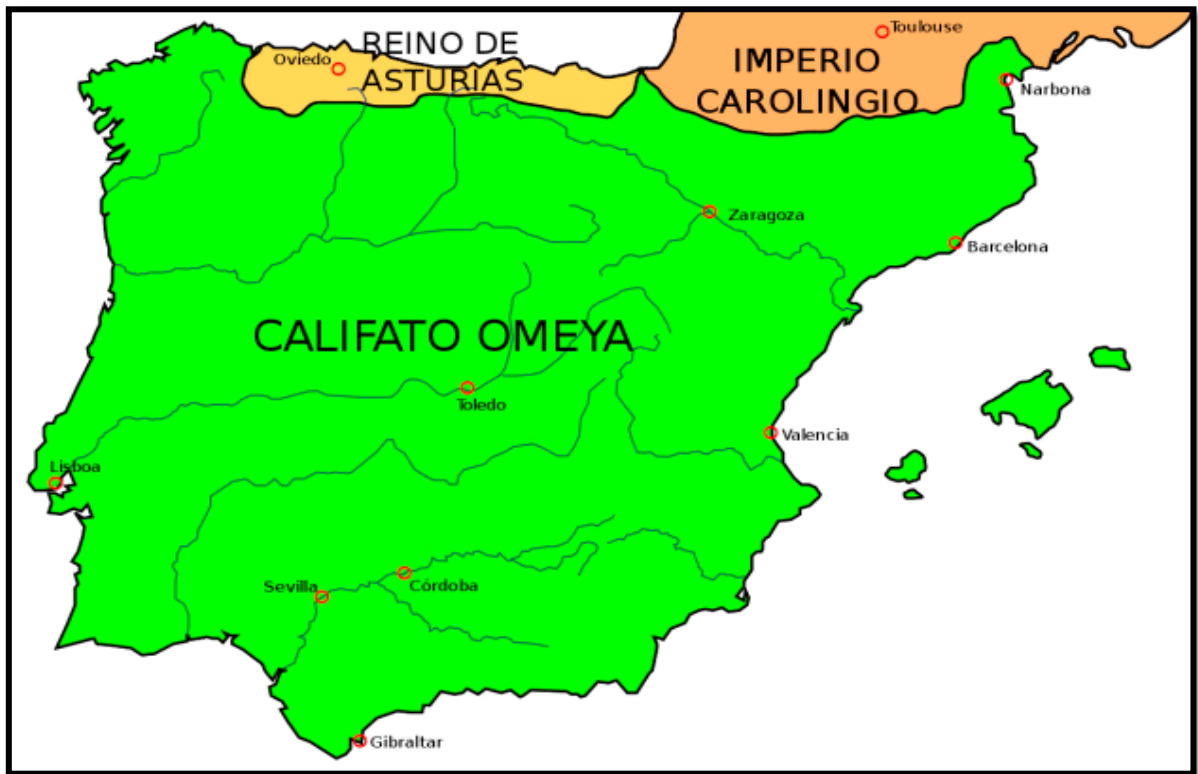 Toulouse
REINO DE
ASTURIAS
Oviedo
IMPERIO
CAROLINGIO
Narbona
Zaragoza
Barcelona
CALIFATO OMEYA
Toledo
Valencia
Lisboa
Sevilla
Córdoba
Gibraltar